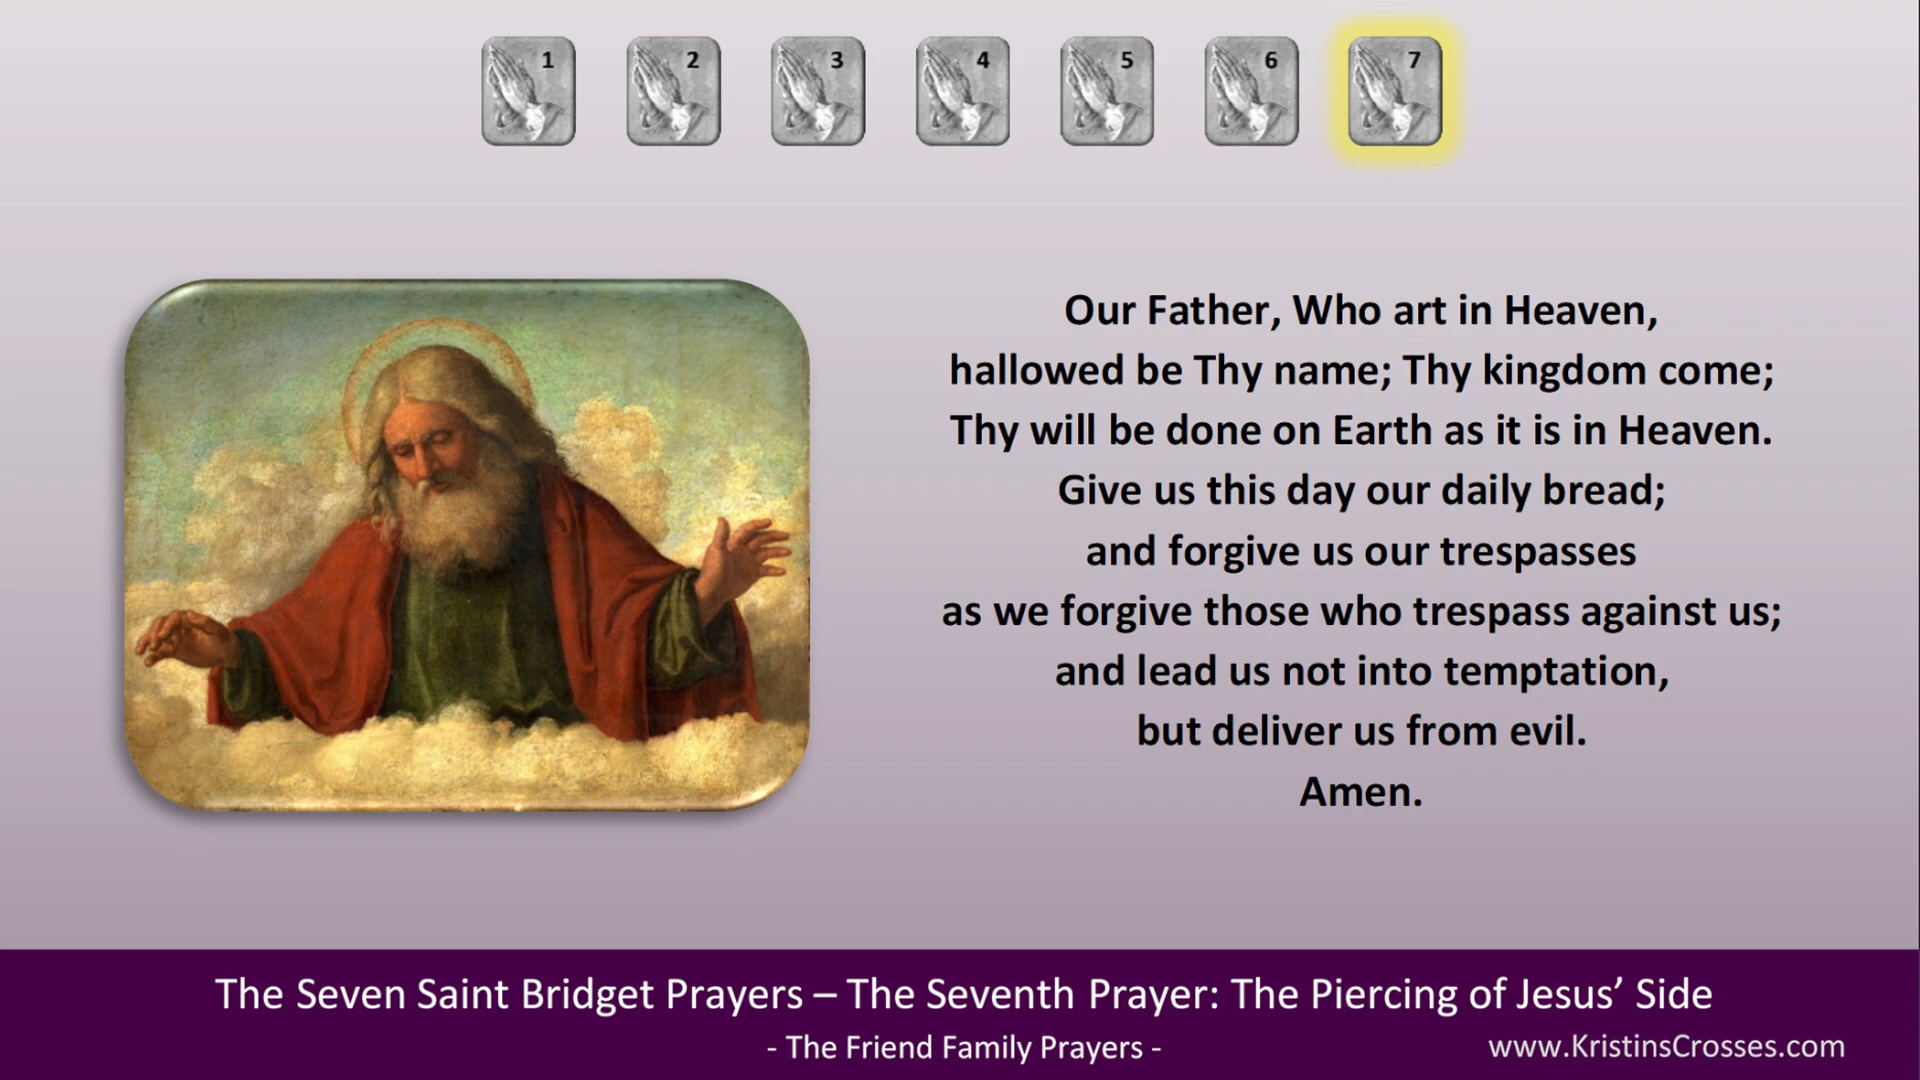 1 2 3 4 5 6 7
Our Father, Who art in Heaven,
hallowed be Thy name; Thy kingdom come;
Thy will be done on Earth as it is in Heaven.
Give us this day our daily bread;
and forgive us our trespasses
as we forgive those who trespass against us;
and lead us not into temptation,
but deliver us from evil.
Amen.
The Seven Saint Bridget Prayers – The Seventh Prayer: The Piercing of Jesus’ Side
- The Friend Family Prayers -
www.KristinsCrosses.com